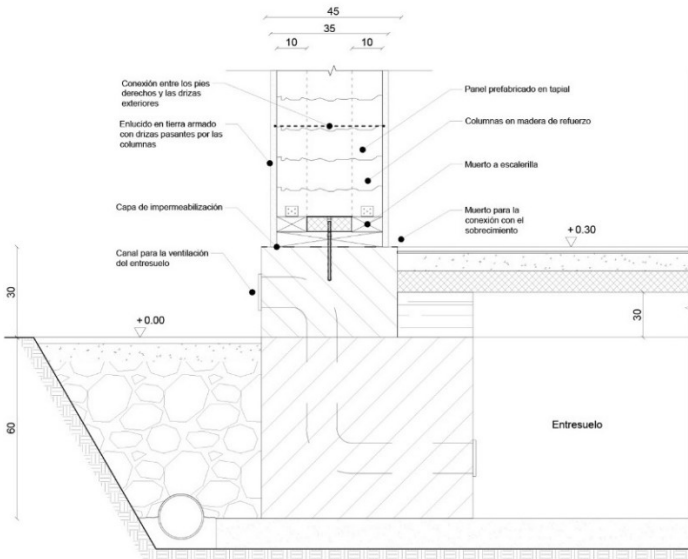 45
35
10
10
Conexión entre los pies
derechos y las drizas
exteriores
Enlucido en tierra armado
con drizas pasantes por las
columnas
Capa de impermeabilización
Canal para la ventilación
del entresuelo
Panel prefabricado en tapial
Columnas en madera de refuerzo
Muerto a escalerilla
Muerto para la
conexión con el
sobrecimiento
+0.30
30
+0.00
30
60
Entresuelo